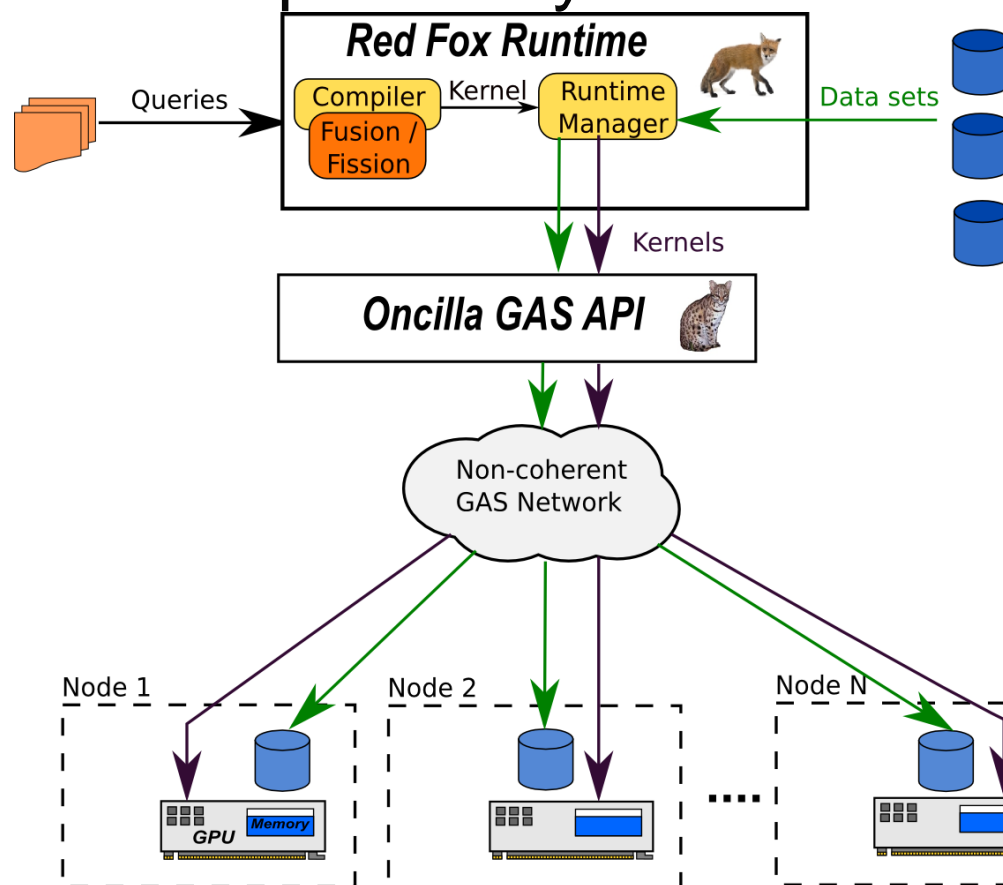 Red Fox Runtime
Queries
Compiler
Kernel
Runtime
Manager
Data sets
Fusion /
Fission
Kernels
Oncilla GAS API
Non-coherent
GAS Network
Node 1
Node 2
Node N
GPU
Memory